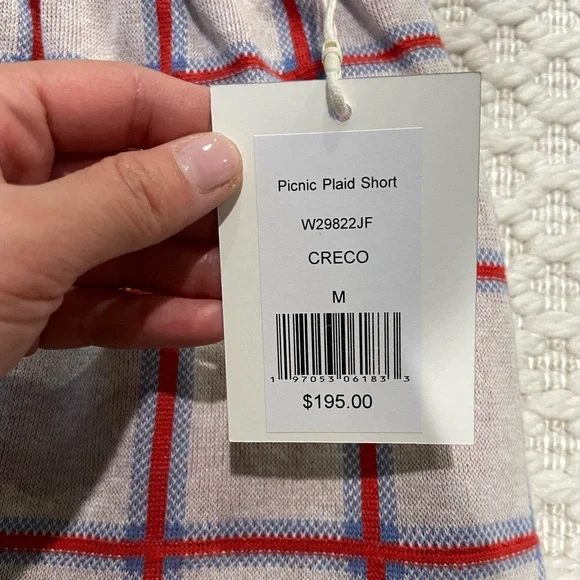 Picnic Plaid Short
W29822JF
CRECO
M
1 97053 06183 3
$195.00